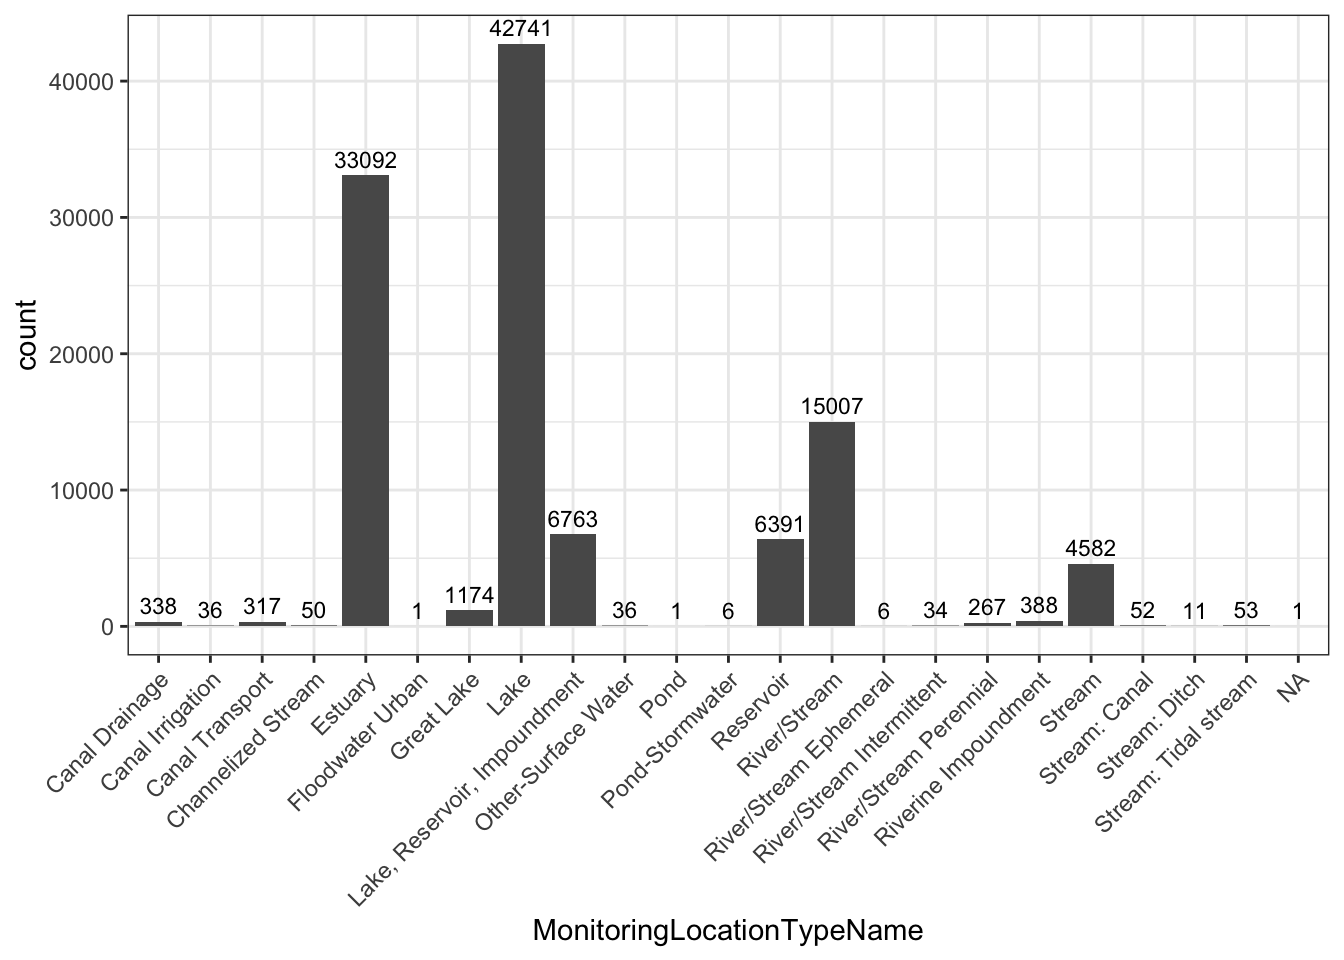 42741
40000
33092
30000
count
20000
15007
10000
6763
6391
4582
1174
338
36
317
50
1
36
1
6
6
34
267
388
52
11
53
1
0
Canal Drainage
Canal Irrigation
Canal Transport
Channelized Stream
Estuary
Floodwater Urban
Great Lake
Lake
Lake, Reservoir, Impoundment
Other-Surface Water
Pond
Pond-Stormwater
Reservoir
River/Stream
River/Stream Ephemeral
River/Stream Intermittent
River/Stream Perennial
Riverine Impoundment
Stream
Stream: Canal
Stream: Ditch
Stream: Tidal stream
NA
MonitoringLocationTypeName